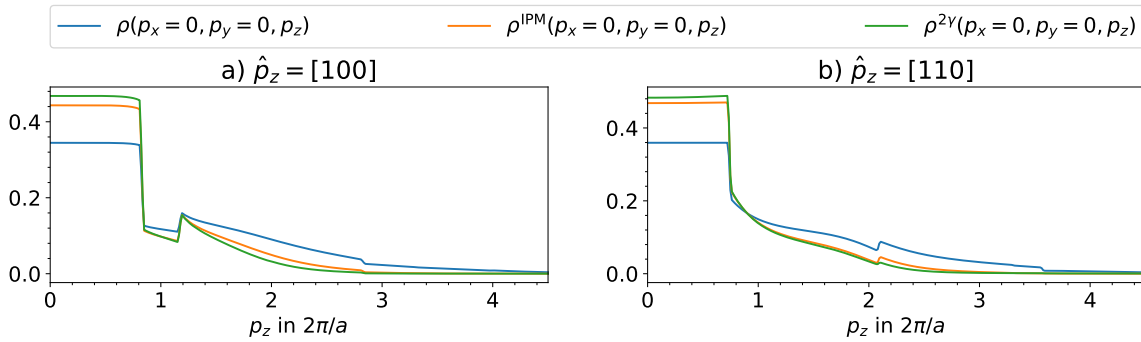 ρ(p_x = 0, p_y = 0, p_z) ρ^IPM(p_x = 0, p_y = 0, p_z) ρ^2γ(p_x = 0, p_y = 0, p_z)
a) p̂_z = [100] b) p̂_z = [110]
0.4 0.4
0.2 0.2
0.0 0.0
0 1 2 3 4 0 1 2 3 4
p_z in 2π/a p_z in 2π/a